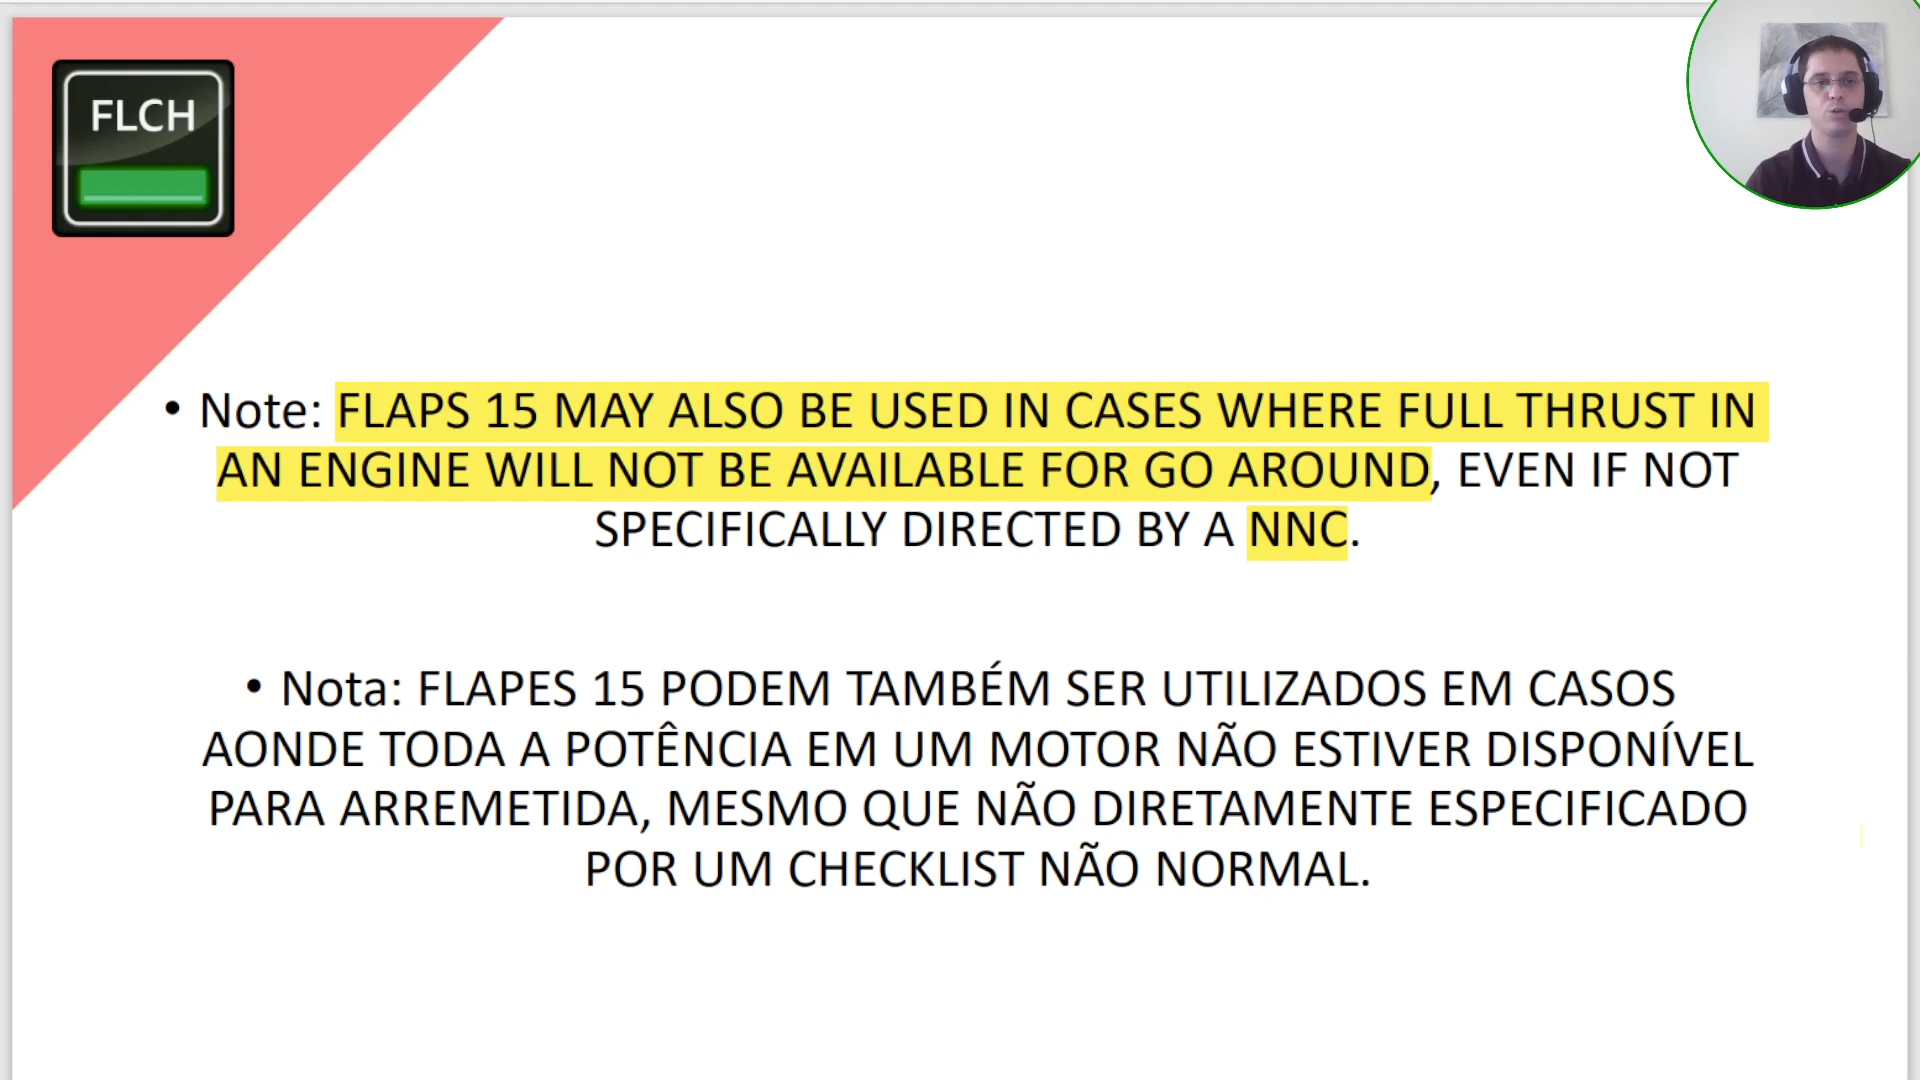 FLCH
• Note: FLAPS 15 MAY ALSO BE USED IN CASES WHERE FULL THRUST IN
AN ENGINE WILL NOT BE AVAILABLE FOR GO AROUND, EVEN IF NOT
SPECIFICALLY DIRECTED BY A NNC.
• Nota: FLAPES 15 PODEM TAMBÉM SER UTILIZADOS EM CASOS
AONDE TODA A POTÊNCIA EM UM MOTOR NÃO ESTIVER DISPONÍVEL
PARA ARREMETIDA, MESMO QUE NÃO DIRETAMENTE ESPECIFICADO
POR UM CHECKLIST NÃO NORMAL.